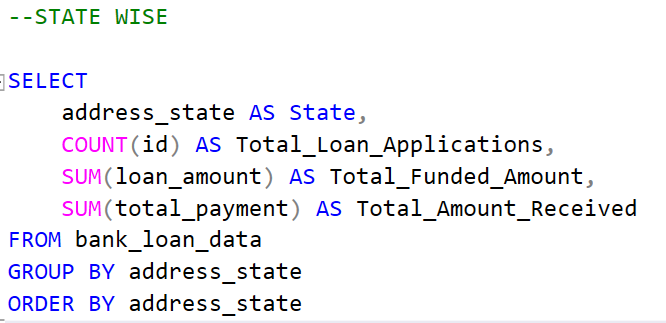 --STATE WISE
SELECT
address_state AS State,
COUNT(id) AS Total_Loan_Applications,
SUM(loan_amount) AS Total_Funded_Amount,
SUM(total_payment) AS Total_Amount_Received
FROM bank_loan_data
GROUP BY address_state
ORDER BY address_state